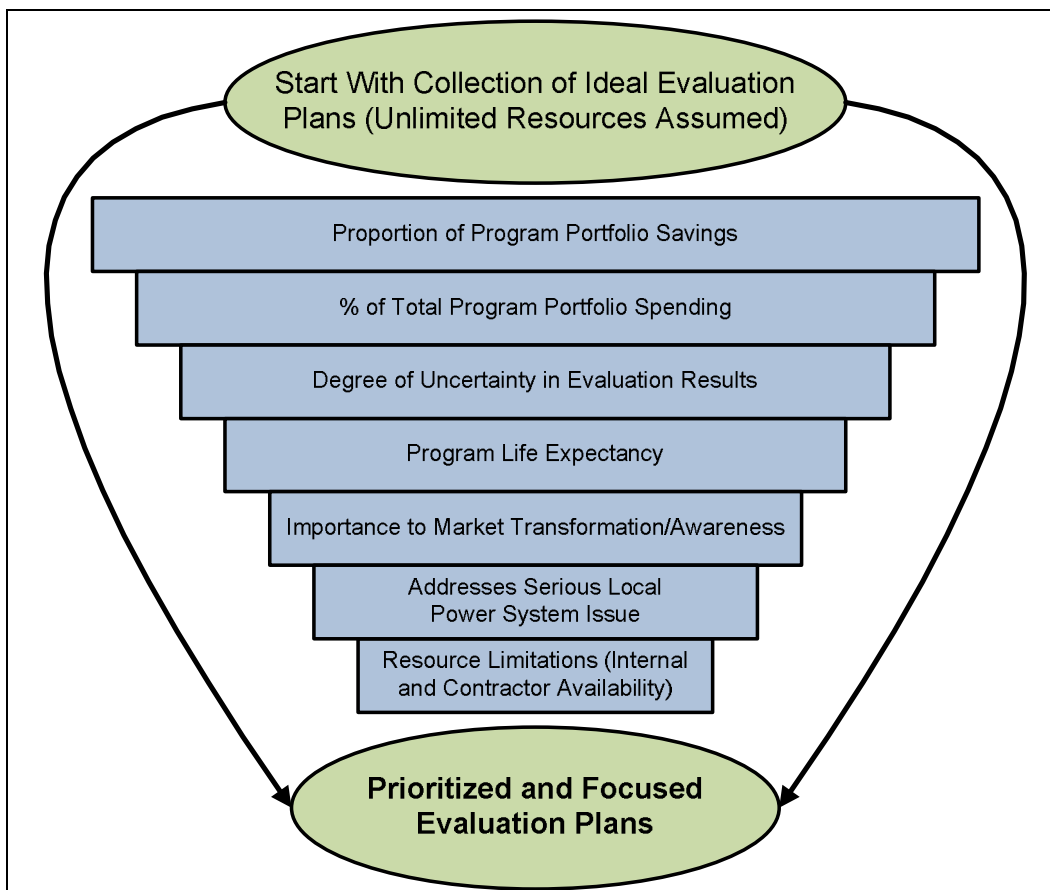 Start With Collection of Ideal Evaluation
Plans (Unlimited Resources Assumed)
Proportion of Program Portfolio Savings
% of Total Program Portfolio Spending
Degree of Uncertainty in Evaluation Results
Program Life Expectancy
Importance to Market Transformation/Awareness
Addresses Serious Local
Power System Issue
Resource Limitations (Internal
and Contractor Availability)
Prioritized and Focused
Evaluation Plans